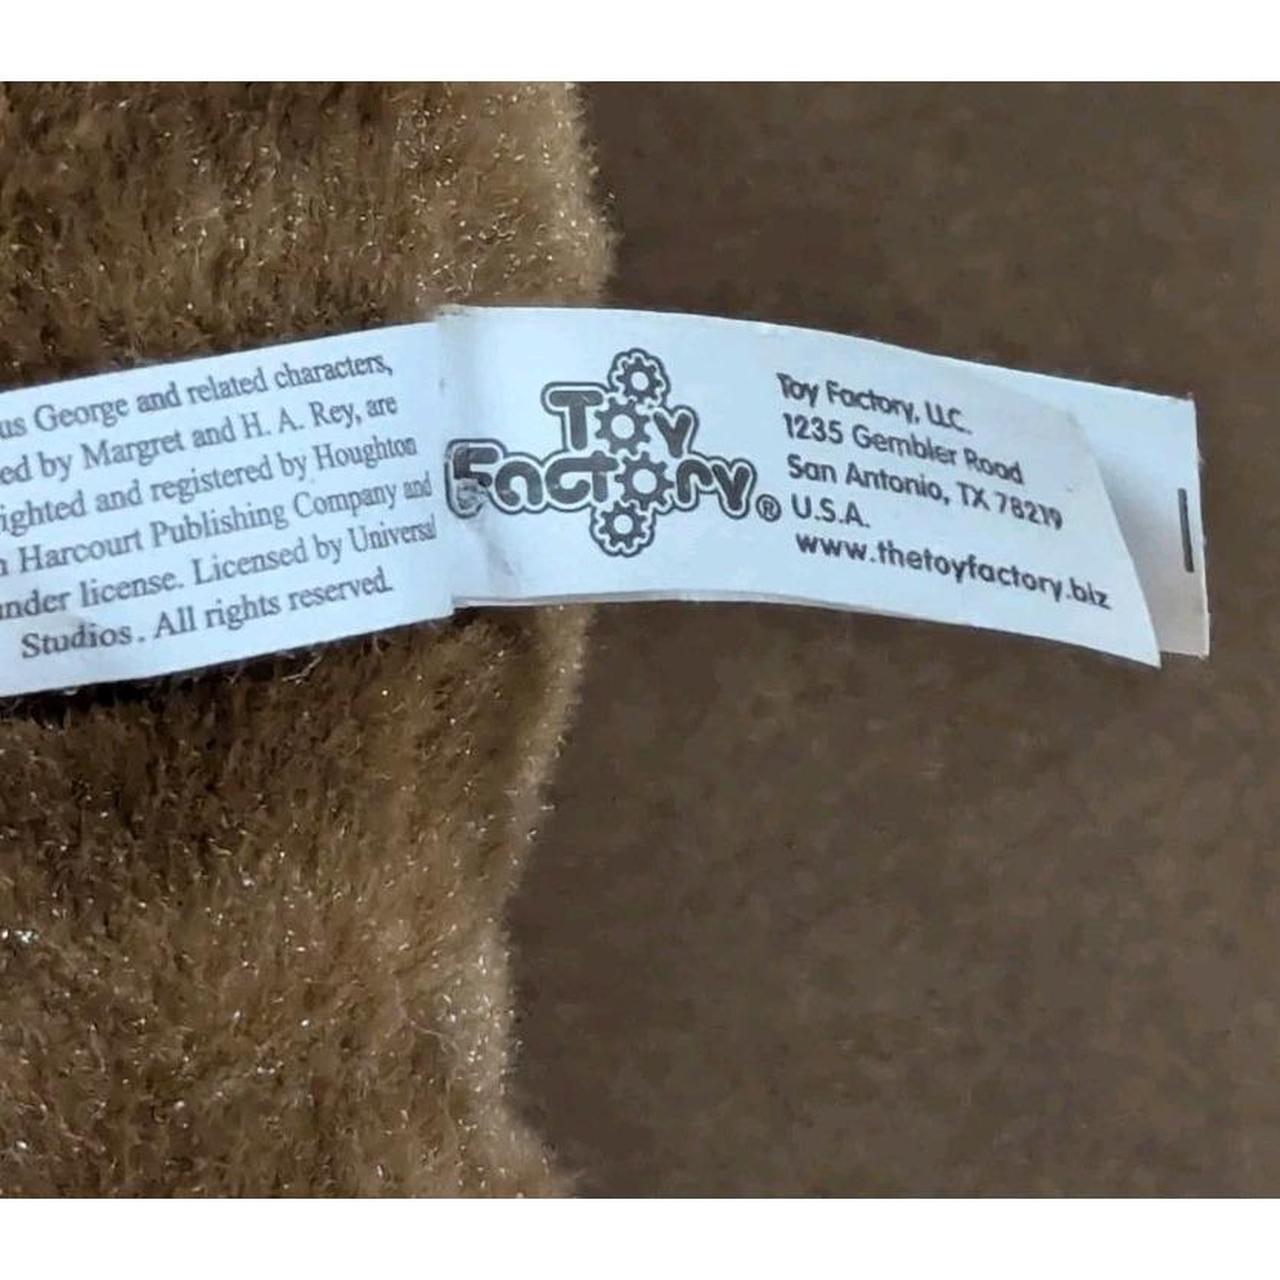 us George and related characters,
ed by Margret and H. A. Rey, are
ighted and registered by Houghton
n Harcourt Publishing Company and
nder license. Licensed by Universal
Studios. All rights reserved.
Toy
Factory®
Toy Factory, LLC.
1235 Gembler Road
San Antonio, TX 78219
U.S.A.
www.thetoyfactory.biz